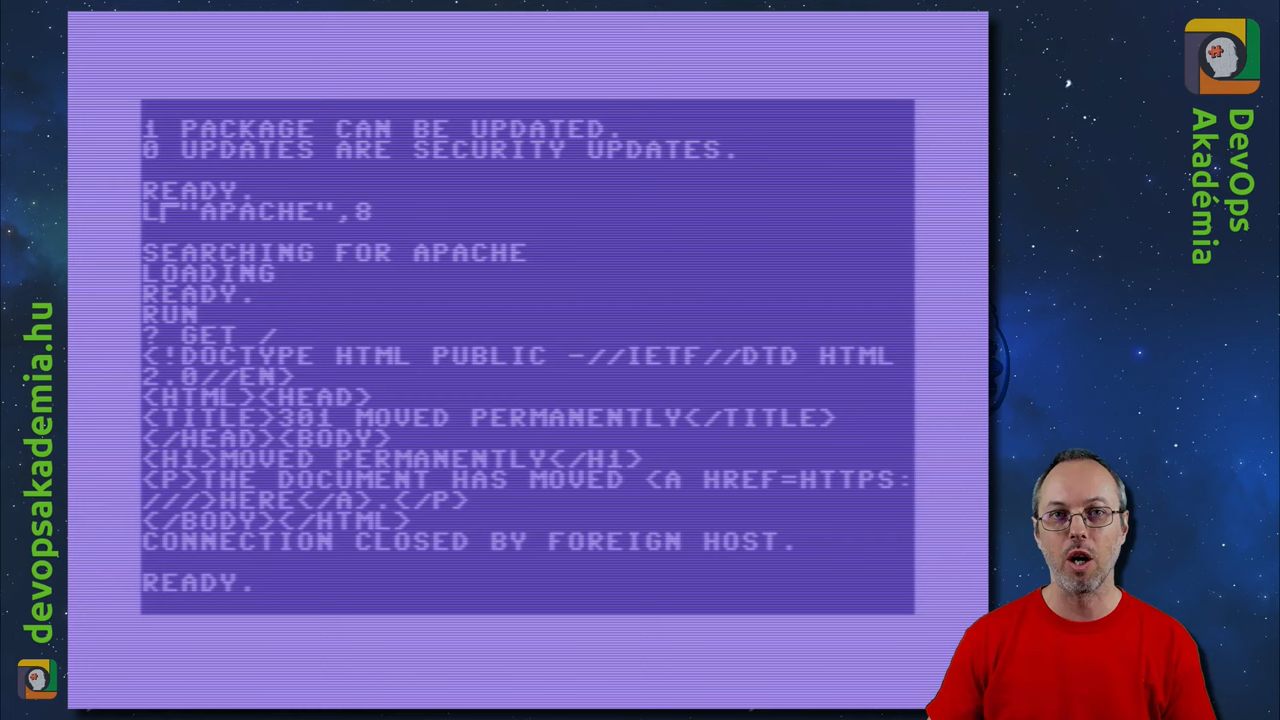 1 PACKAGE CAN BE UPDATED.
0 UPDATES ARE SECURITY UPDATES.
READY.
L┌"APACHE",8
SEARCHING FOR APACHE
LOADING
READY.
RUN
? GET /
<!DOCTYPE HTML PUBLIC -//IETF//DTD HTML
2.0//EN>
<HTML><HEAD>
<TITLE>301 MOVED PERMANENTLY</TITLE>
</HEAD><BODY>
<H1>MOVED PERMANENTLY</H1>
<P>THE DOCUMENT HAS MOVED <A HREF=HTTPS:
///>HERE</A>.</P>
</BODY></HTML>
CONNECTION CLOSED BY FOREIGN HOST.
READY.
devopsakademia.hu
DevOps
Akadémia